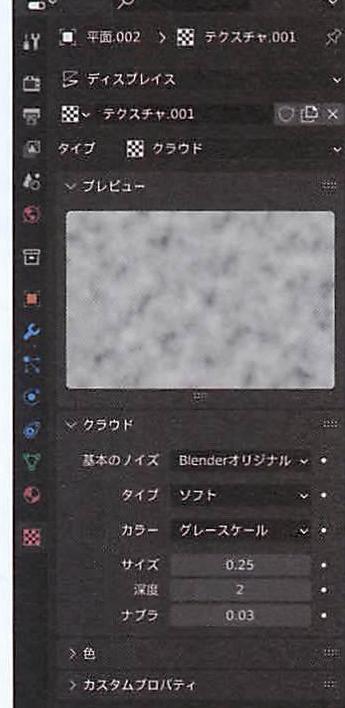 平面.002 > テクスチャ.001
ディスプレイス
テクスチャ.001
タイプ クラウド
プレビュー
クラウド
基本のノイズ Blenderオリジナル
タイプ ソフト
カラー グレースケール
サイズ 0.25
深度 2
ナブラ 0.03
色
カスタムプロパティ